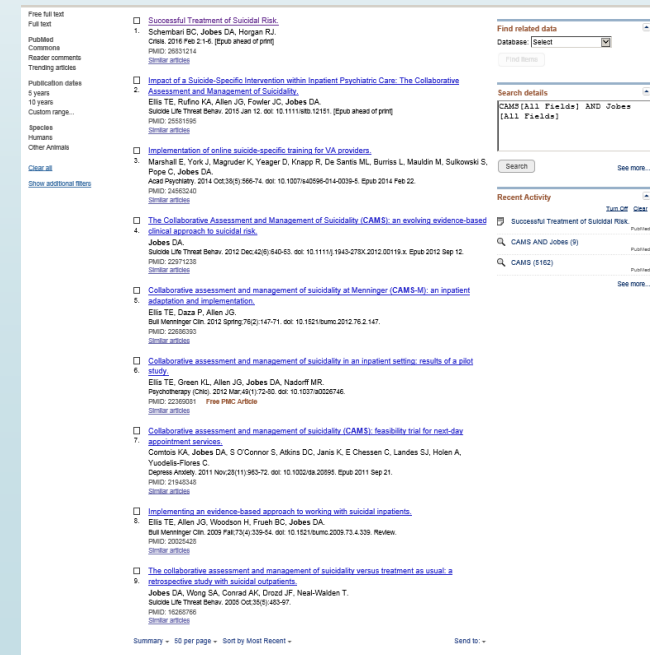 Free full text
Full text
PubMed
Commons
Reader comments
Trending articles
Publication dates
5 years
10 years
Custom range...
Species
Humans
Other Animals
Clear all
Show additional filters
Successful Treatment of Suicidal Risk.
1. Schembari BC, Jobes DA, Horgan RJ.
Crisis. 2016 Feb 2:1-6. [Epub ahead of print]
PMID: 26831214
Similar articles
Impact of a Suicide-Specific Intervention within Inpatient Psychiatric Care: The Collaborative
2. Assessment and Management of Suicidality.
Ellis TE, Rufino KA, Allen JG, Fowler JC, Jobes DA.
Suicide Life Threat Behav. 2015 Jan 12. doi: 10.1111/sltb.12151. [Epub ahead of print]
PMID: 25581595
Similar articles
Implementation of online suicide-specific training for VA providers.
3. Marshall E, York J, Magruder K, Yeager D, Knapp R, De Santis ML, Burriss L, Mauldin M, Sulkowski S,
Pope C, Jobes DA.
Acad Psychiatry. 2014 Oct;38(5):566-74. doi: 10.1007/s40596-014-0039-5. Epub 2014 Feb 22.
PMID: 24563240
Similar articles
The Collaborative Assessment and Management of Suicidality (CAMS): an evolving evidence-based
4. clinical approach to suicidal risk.
Jobes DA.
Suicide Life Threat Behav. 2012 Dec;42(6):640-53. doi: 10.1111/j.1943-278X.2012.00119.x. Epub 2012 Sep 12.
PMID: 22971238
Similar articles
Collaborative assessment and management of suicidality at Menninger (CAMS-M): an inpatient
5. adaptation and implementation.
Ellis TE, Daza P, Allen JG.
Bull Menninger Clin. 2012 Spring;76(2):147-71. doi: 10.1521/bumc.2012.76.2.147.
PMID: 22686393
Similar articles
Collaborative assessment and management of suicidality in an inpatient setting: results of a pilot
6. study.
Ellis TE, Green KL, Allen JG, Jobes DA, Nadorff MR.
Psychotherapy (Chic). 2012 Mar;49(1):72-80. doi: 10.1037/a0026746.
PMID: 22369081 Free PMC Article
Similar articles
Collaborative assessment and management of suicidality (CAMS): feasibility trial for next-day
7. appointment services.
Comtois KA, Jobes DA, S O'Connor S, Atkins DC, Janis K, E Chessen C, Landes SJ, Holen A,
Yuodelis-Flores C.
Depress Anxiety. 2011 Nov;28(11):963-72. doi: 10.1002/da.20895. Epub 2011 Sep 21.
PMID: 21948348
Similar articles
Implementing an evidence-based approach to working with suicidal inpatients.
8. Ellis TE, Allen JG, Woodson H, Frueh BC, Jobes DA.
Bull Menninger Clin. 2009 Fall;73(4):339-54. doi: 10.1521/bumc.2009.73.4.339. Review.
PMID: 20025428
Similar articles
The collaborative assessment and management of suicidality versus treatment as usual: a
9. retrospective study with suicidal outpatients.
Jobes DA, Wong SA, Conrad AK, Drozd JF, Neal-Walden T.
Suicide Life Threat Behav. 2005 Oct;35(5):483-97.
PMID: 16268766
Similar articles
Summary 50 per page Sort by Most Recent Send to:
Find related data
Database: Select
Find items
Search details
CAMS[All Fields] AND Jobes
[All Fields]
Search See more...
Recent Activity
Turn Off Clear
Successful Treatment of Suicidal Risk.
PubMed
CAMS AND Jobes (9)
PubMed
CAMS (5162)
PubMed
See more...